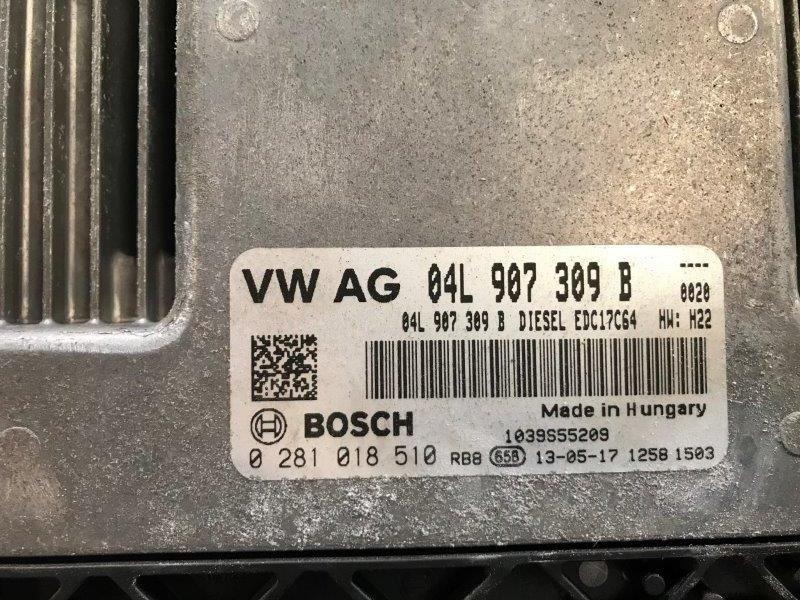 VW AG 04L 907 309 B ----
0020
04L 907 309 B DIESEL EDC17C64 HW: H22
Made in Hungary
BOSCH 1039S55209
0 281 018 510 RB8 658 13-05-17 1258 1503